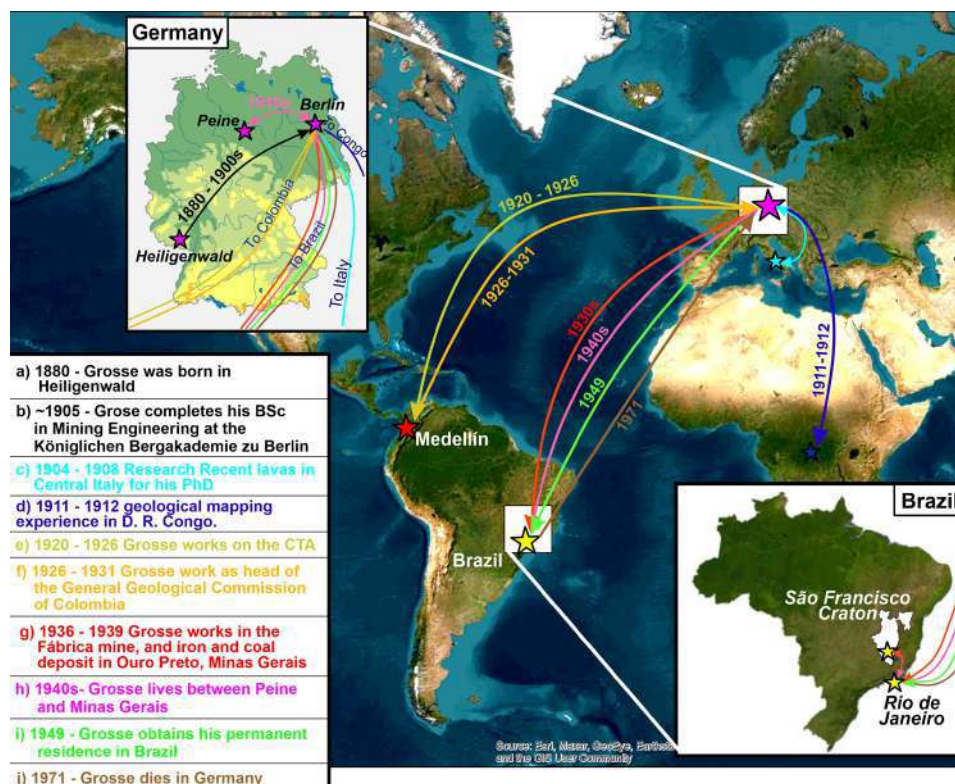 Germany
Berlin
Peine
1940s
To Congo
1880 - 1900s
Heiligenwald
To Colombia
To Brazil
To Italy
1920 - 1926
1926-1931
1930s
1940s
1949
1971
1911-1912
Medellín
Brazil
a) 1880 - Grosse was born in
Heiligenwald
b) ~1905 - Grose completes his BSc
in Mining Engineering at the
Königlichen Bergakademie zu Berlin
c) 1904 - 1908 Research Recent lavas in
Central Italy for his PhD
d) 1911 - 1912 geological mapping
experience in D. R. Congo.
e) 1920 - 1926 Grosse works on the CTA
f) 1926 - 1931 Grosse work as head of
the General Geological Commission
of Colombia
g) 1936 - 1939 Grosse works in the
Fábrica mine, and iron and coal
deposit in Ouro Preto, Minas Gerais
h) 1940s- Grosse lives between Peine
and Minas Gerais
i) 1949 - Grosse obtains his permanent
residence in Brazil
j) 1971 - Grosse dies in Germany
Brazil
São Francisco
Craton
Rio de
Janeiro
Source: Esri, Maxar, GeoEye, Earthsta
and the GIS User Community